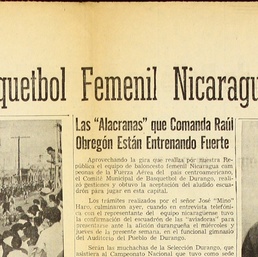 quetbol Femenil Nicaragu
Las "Alacranas" que Comanda Raúl
Obregón Están Entrenando Fuerte
Aprovechando la gira que realiza por nuestra Re-
pública el equipo de baloncesto femenil Nicaragua com-
peones de la Fuerza Aérea del país centroamericano,
el Comité Municipal de Basquetbol de Durango, reali-
zó gestiones y obtuvo la aceptación del aludido escua-
drón para jugar en esta capital.
Los trámites realizados por el señor José "Mino"
Haro, culminaron ayer, cuando en entrevista telefóni-
ca con el representante del equipo nicaragüense tuvo
la confirmación del escuadrón de las "aviadoras" para
presentarse ante la afición duranguense el miércoles y
jueves de la presente semana, en el funcional gimnasio
del Auditorio del Pueblo de Durango.
Serán las muchachas de la Selección Durango, que
asistiera al Campeonato Nacional que tuvo como sede